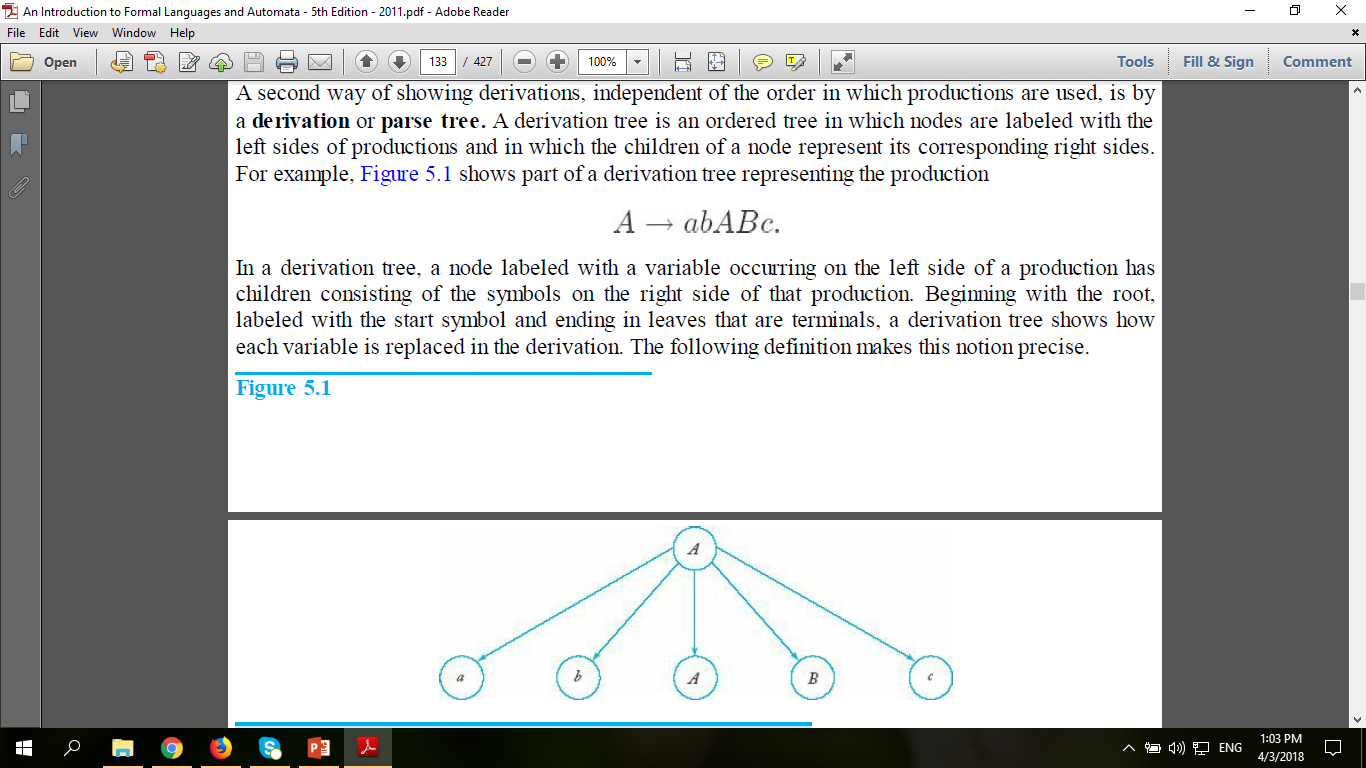 An Introduction to Formal Languages and Automata - 5th Edition - 2011.pdf - Adobe Reader
File Edit View Window Help
Open 133 / 427 100% Tools Fill & Sign Comment
A second way of showing derivations, independent of the order in which productions are used, is by
a derivation or parse tree. A derivation tree is an ordered tree in which nodes are labeled with the
left sides of productions and in which the children of a node represent its corresponding right sides.
For example, Figure 5.1 shows part of a derivation tree representing the production
A → abABc.
In a derivation tree, a node labeled with a variable occurring on the left side of a production has
children consisting of the symbols on the right side of that production. Beginning with the root,
labeled with the start symbol and ending in leaves that are terminals, a derivation tree shows how
each variable is replaced in the derivation. The following definition makes this notion precise.
Figure 5.1
A
a b A B c
ENG
1:03 PM
4/3/2018